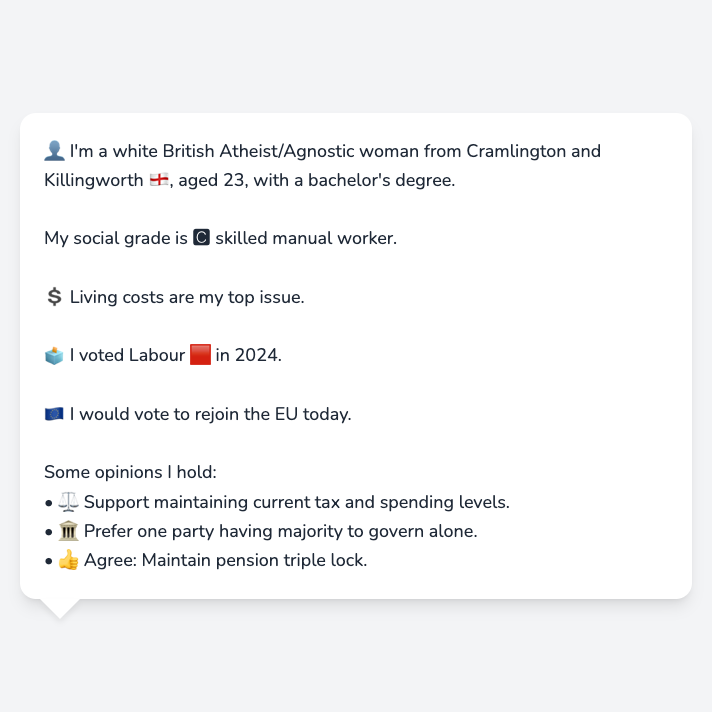 👤 I'm a white British Atheist/Agnostic woman from Cramlington and
Killingworth 🏴󠁧󠁢󠁥󠁮󠁧󠁿, aged 23, with a bachelor's degree.
My social grade is 🅲 skilled manual worker.
💲 Living costs are my top issue.
🗳️ I voted Labour 🟥 in 2024.
🇪🇺 I would vote to rejoin the EU today.
Some opinions I hold:
• ⚖️ Support maintaining current tax and spending levels.
• 🏛️ Prefer one party having majority to govern alone.
• 👍 Agree: Maintain pension triple lock.